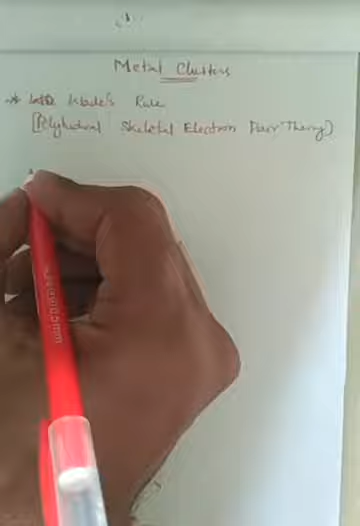 Metal Clusters
Wade's Rule
[Polyhedral Skeletal Electron Pair Theory)